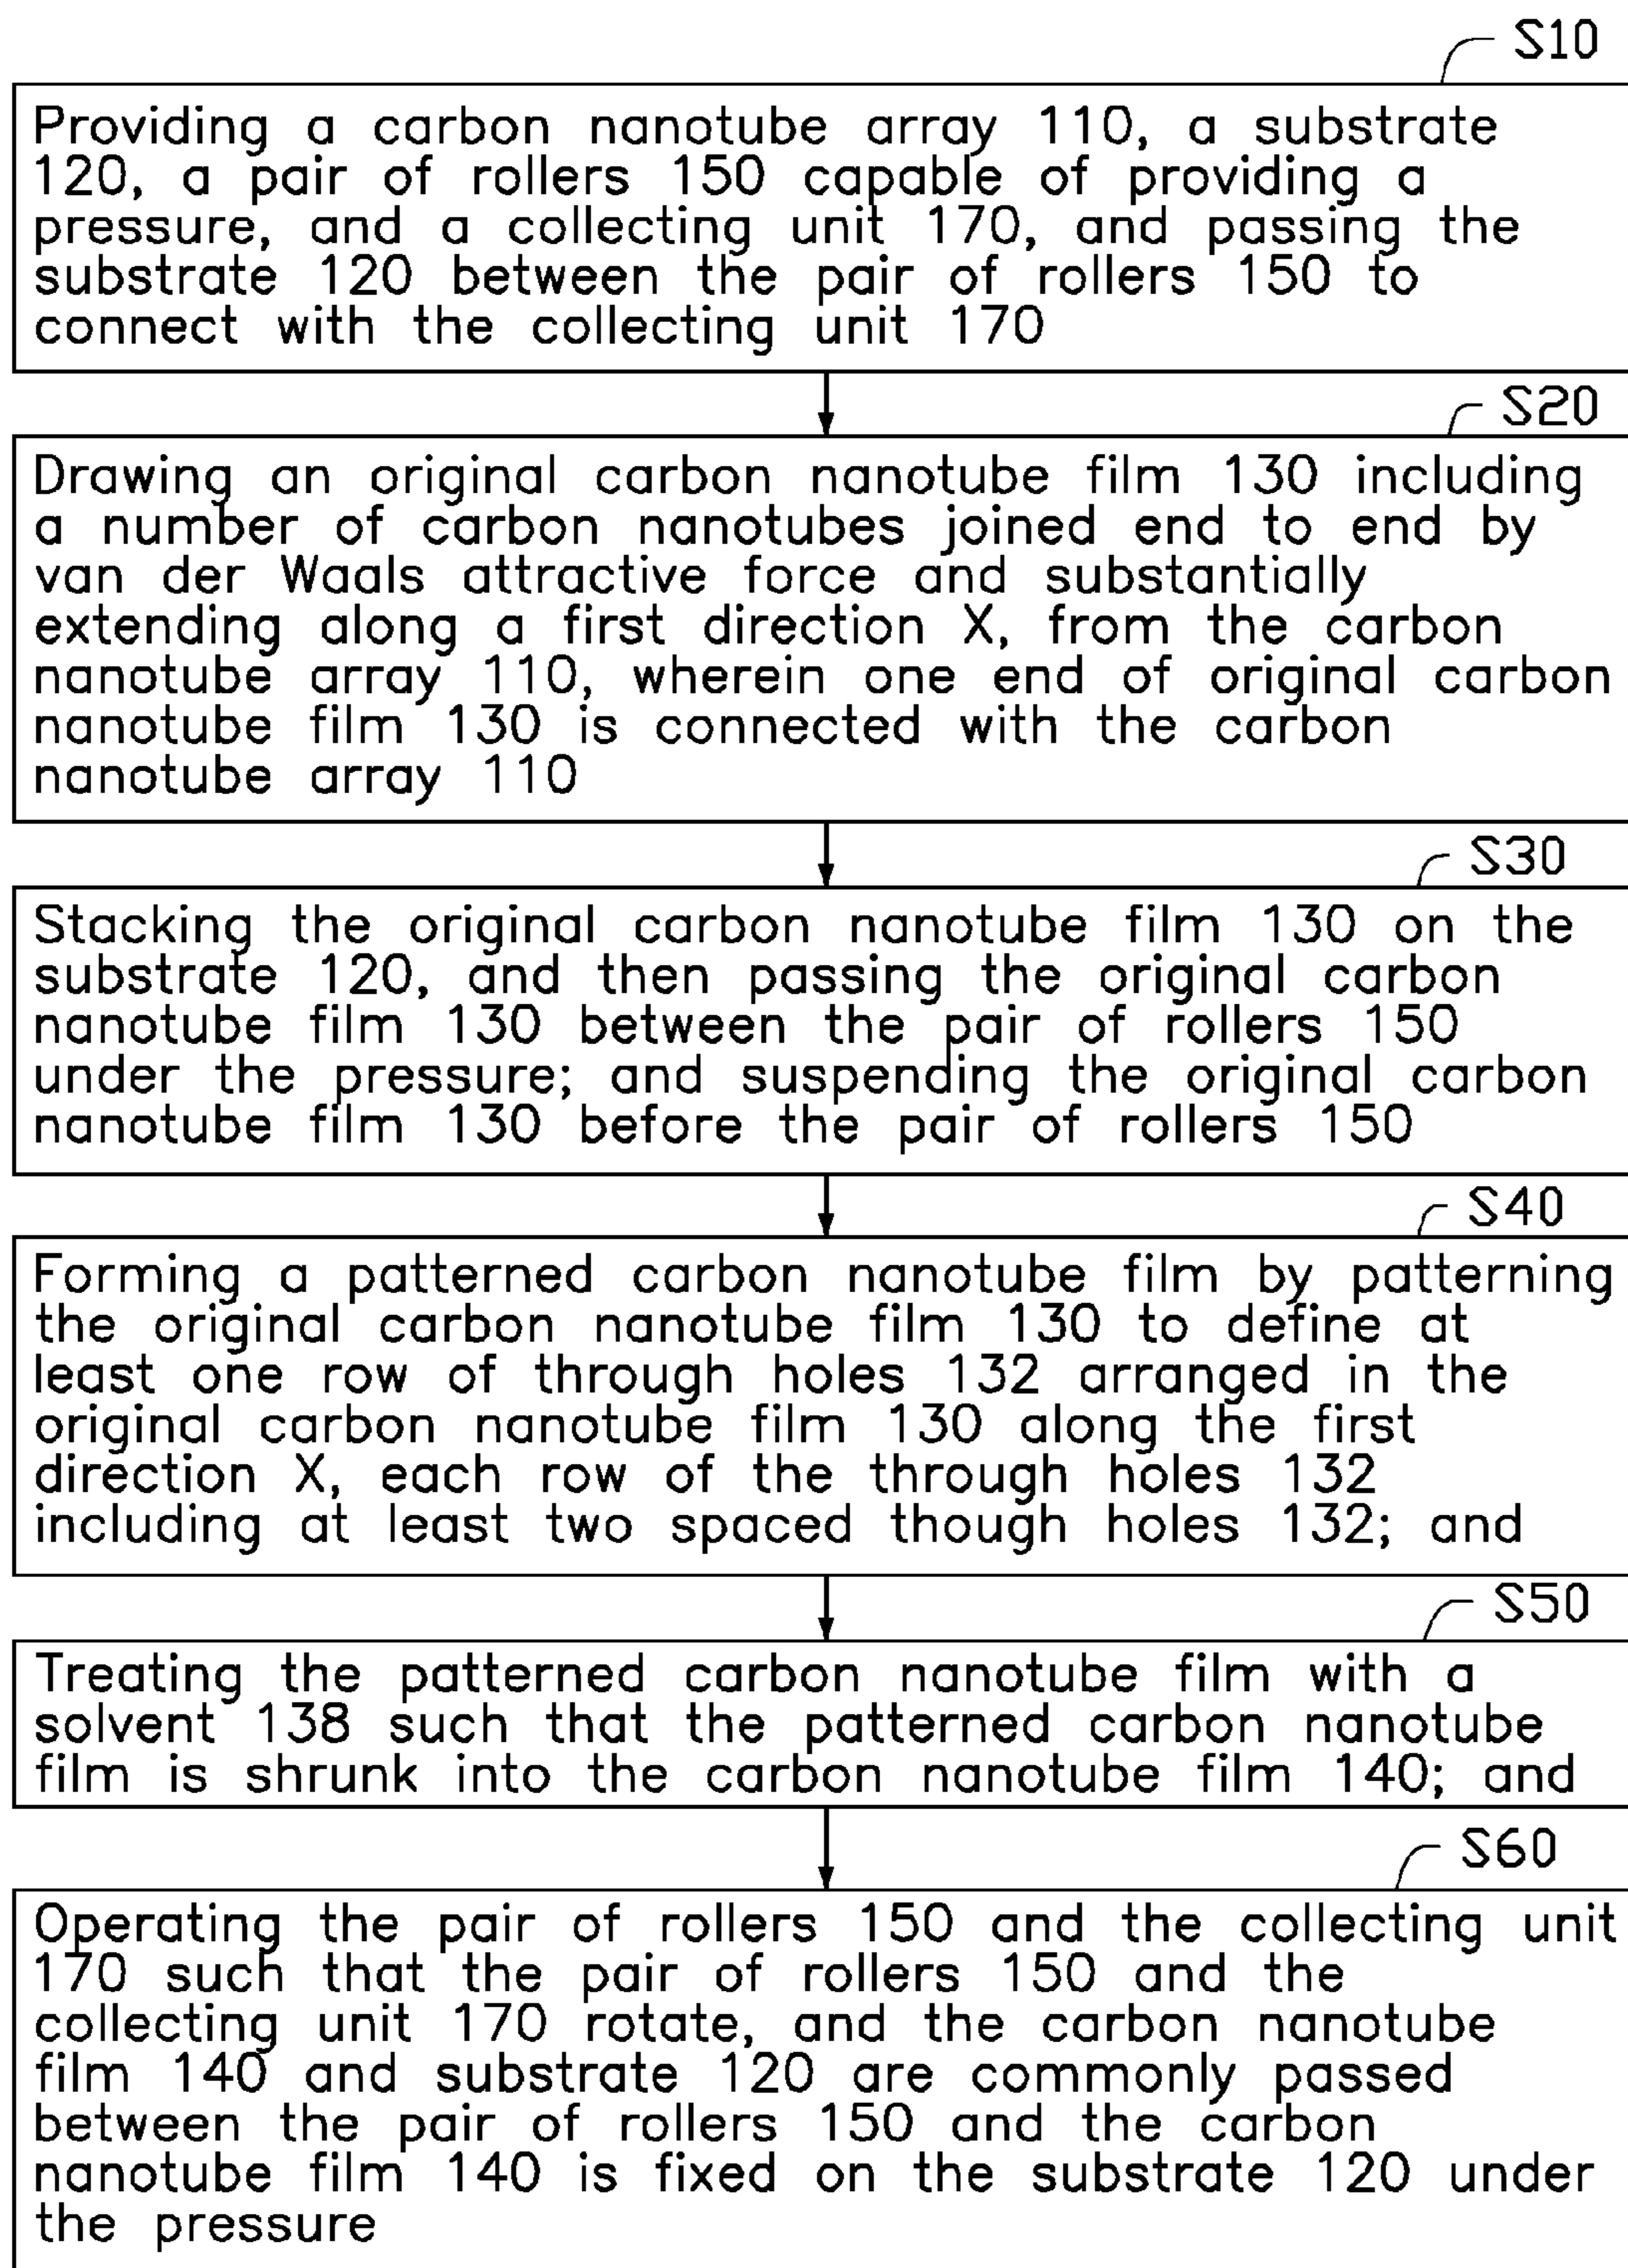 S10
Providing a carbon nanotube array 110, a substrate
120, a pair of rollers 150 capable of providing a
pressure, and a collecting unit 170, and passing the
substrate 120 between the pair of rollers 150 to
connect with the collecting unit 170
S20
Drawing an original carbon nanotube film 130 including
a number of carbon nanotubes joined end to end by
van der Waals attractive force and substantially
extending along a first direction X, from the carbon
nanotube array 110, wherein one end of original carbon
nanotube film 130 is connected with the carbon
nanotube array 110
S30
Stacking the original carbon nanotube film 130 on the
substrate 120, and then passing the original carbon
nanotube film 130 between the pair of rollers 150
under the pressure; and suspending the original carbon
nanotube film 130 before the pair of rollers 150
S40
Forming a patterned carbon nanotube film by patterning
the original carbon nanotube film 130 to define at
least one row of through holes 132 arranged in the
original carbon nanotube film 130 along the first
direction X, each row of the through holes 132
including at least two spaced though holes 132; and
S50
Treating the patterned carbon nanotube film with a
solvent 138 such that the patterned carbon nanotube
film is shrunk into the carbon nanotube film 140; and
S60
Operating the pair of rollers 150 and the collecting unit
170 such that the pair of rollers 150 and the
collecting unit 170 rotate, and the carbon nanotube
film 140 and substrate 120 are commonly passed
between the pair of rollers 150 and the carbon
nanotube film 140 is fixed on the substrate 120 under
the pressure